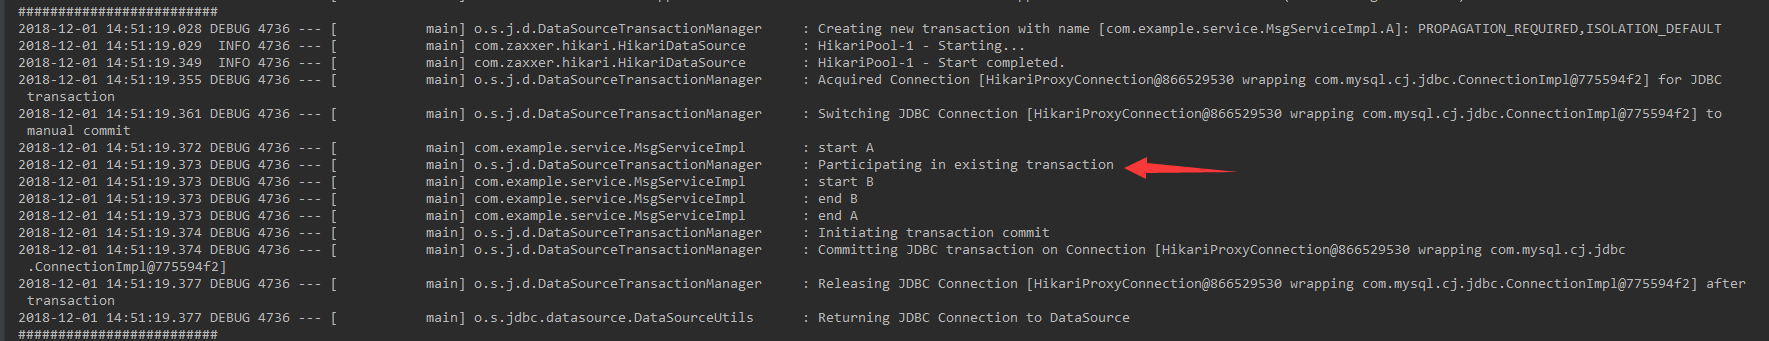 #########################
2018-12-01 14:51:19.028 DEBUG 4736 --- [           main] o.s.j.d.DataSourceTransactionManager     : Creating new transaction with name [com.example.service.MsgServiceImpl.A]: PROPAGATION_REQUIRED,ISOLATION_DEFAULT
2018-12-01 14:51:19.029  INFO 4736 --- [           main] com.zaxxer.hikari.HikariDataSource       : HikariPool-1 - Starting...
2018-12-01 14:51:19.349  INFO 4736 --- [           main] com.zaxxer.hikari.HikariDataSource       : HikariPool-1 - Start completed.
2018-12-01 14:51:19.355 DEBUG 4736 --- [           main] o.s.j.d.DataSourceTransactionManager     : Acquired Connection [HikariProxyConnection@866529530 wrapping com.mysql.cj.jdbc.ConnectionImpl@775594f2] for JDBC
transaction
2018-12-01 14:51:19.361 DEBUG 4736 --- [           main] o.s.j.d.DataSourceTransactionManager     : Switching JDBC Connection [HikariProxyConnection@866529530 wrapping com.mysql.cj.jdbc.ConnectionImpl@775594f2] to
manual commit
2018-12-01 14:51:19.372 DEBUG 4736 --- [           main] com.example.service.MsgServiceImpl       : start A
2018-12-01 14:51:19.373 DEBUG 4736 --- [           main] o.s.j.d.DataSourceTransactionManager     : Participating in existing transaction
2018-12-01 14:51:19.373 DEBUG 4736 --- [           main] com.example.service.MsgServiceImpl       : start B
2018-12-01 14:51:19.373 DEBUG 4736 --- [           main] com.example.service.MsgServiceImpl       : end B
2018-12-01 14:51:19.373 DEBUG 4736 --- [           main] com.example.service.MsgServiceImpl       : end A
2018-12-01 14:51:19.374 DEBUG 4736 --- [           main] o.s.j.d.DataSourceTransactionManager     : Initiating transaction commit
2018-12-01 14:51:19.374 DEBUG 4736 --- [           main] o.s.j.d.DataSourceTransactionManager     : Committing JDBC transaction on Connection [HikariProxyConnection@866529530 wrapping com.mysql.cj.jdbc
.ConnectionImpl@775594f2]
2018-12-01 14:51:19.377 DEBUG 4736 --- [           main] o.s.j.d.DataSourceTransactionManager     : Releasing JDBC Connection [HikariProxyConnection@866529530 wrapping com.mysql.cj.jdbc.ConnectionImpl@775594f2] after
transaction
2018-12-01 14:51:19.377 DEBUG 4736 --- [           main] o.s.jdbc.datasource.DataSourceUtils      : Returning JDBC Connection to DataSource
#########################